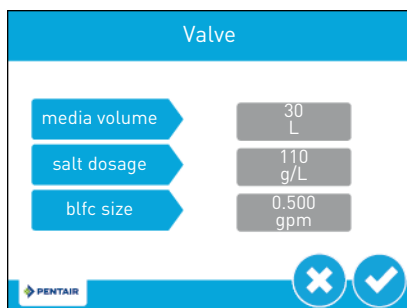 Valve
media volume
30
L
salt dosage
110
g/L
blfc size
0.500
gpm
PENTAIR